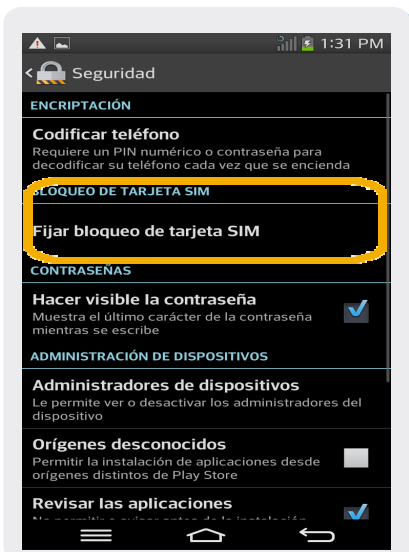 1:31 PM
Seguridad
ENCRIPTACIÓN
Codificar teléfono
Requiere un PIN numérico o contraseña para
decodificar su teléfono cada vez que se encienda
BLOQUEO DE TARJETA SIM
Fijar bloqueo de tarjeta SIM
CONTRASEÑAS
Hacer visible la contraseña
Muestra el último carácter de la contraseña
mientras se escribe
ADMINISTRACIÓN DE DISPOSITIVOS
Administradores de dispositivos
Le permite ver o desactivar los administradores del
dispositivo
Orígenes desconocidos
Permitir la instalación de aplicaciones desde
orígenes distintos de Play Store
Revisar las aplicaciones